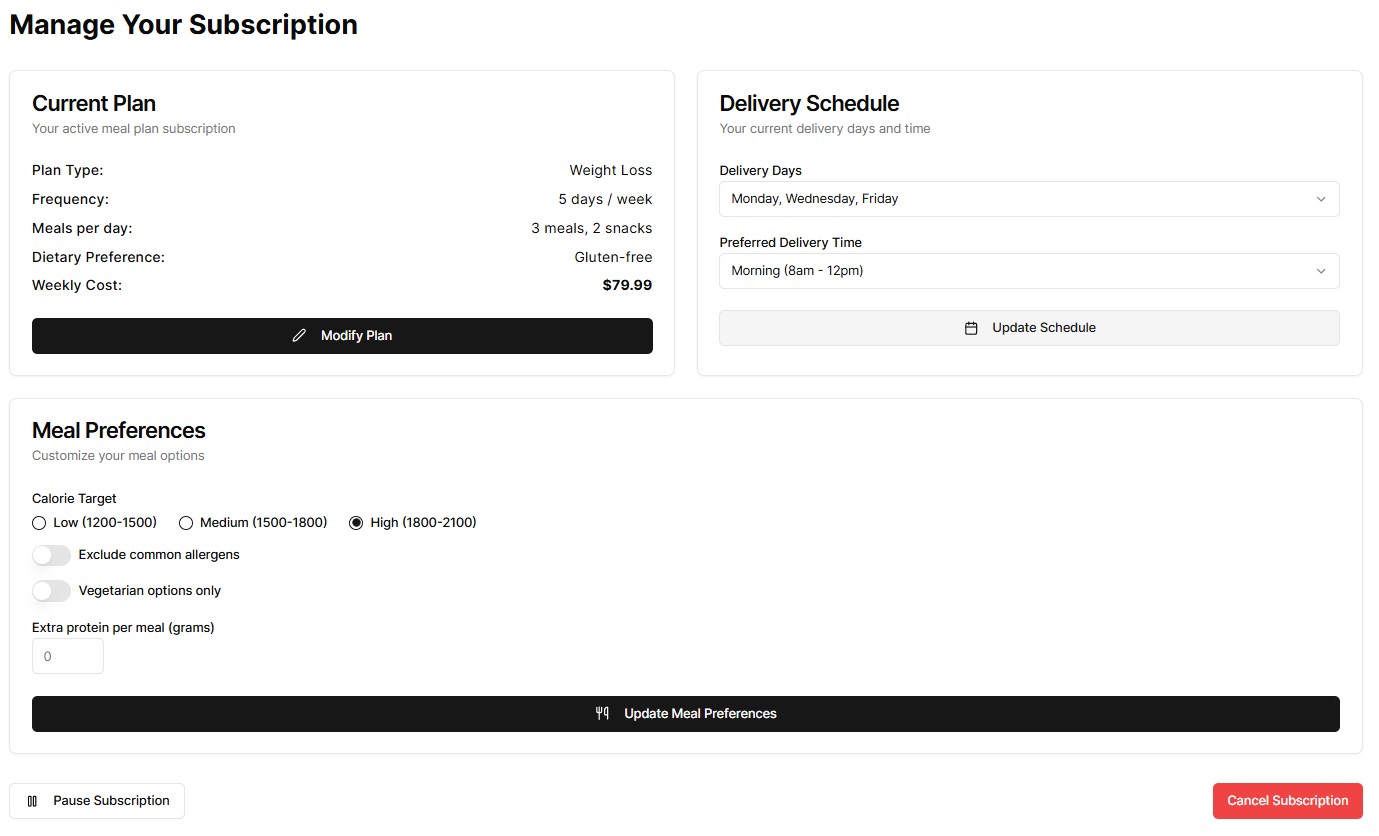 Manage Your Subscription
Current Plan
Your active meal plan subscription
Plan Type: Weight Loss
Frequency: 5 days / week
Meals per day: 3 meals, 2 snacks
Dietary Preference: Gluten-free
Weekly Cost: $79.99
Modify Plan
Delivery Schedule
Your current delivery days and time
Delivery Days
Monday, Wednesday, Friday
Preferred Delivery Time
Morning (8am - 12pm)
Update Schedule
Meal Preferences
Customize your meal options
Calorie Target
Low (1200-1500) Medium (1500-1800) High (1800-2100)
Exclude common allergens
Vegetarian options only
Extra protein per meal (grams)
0
Update Meal Preferences
Pause Subscription
Cancel Subscription